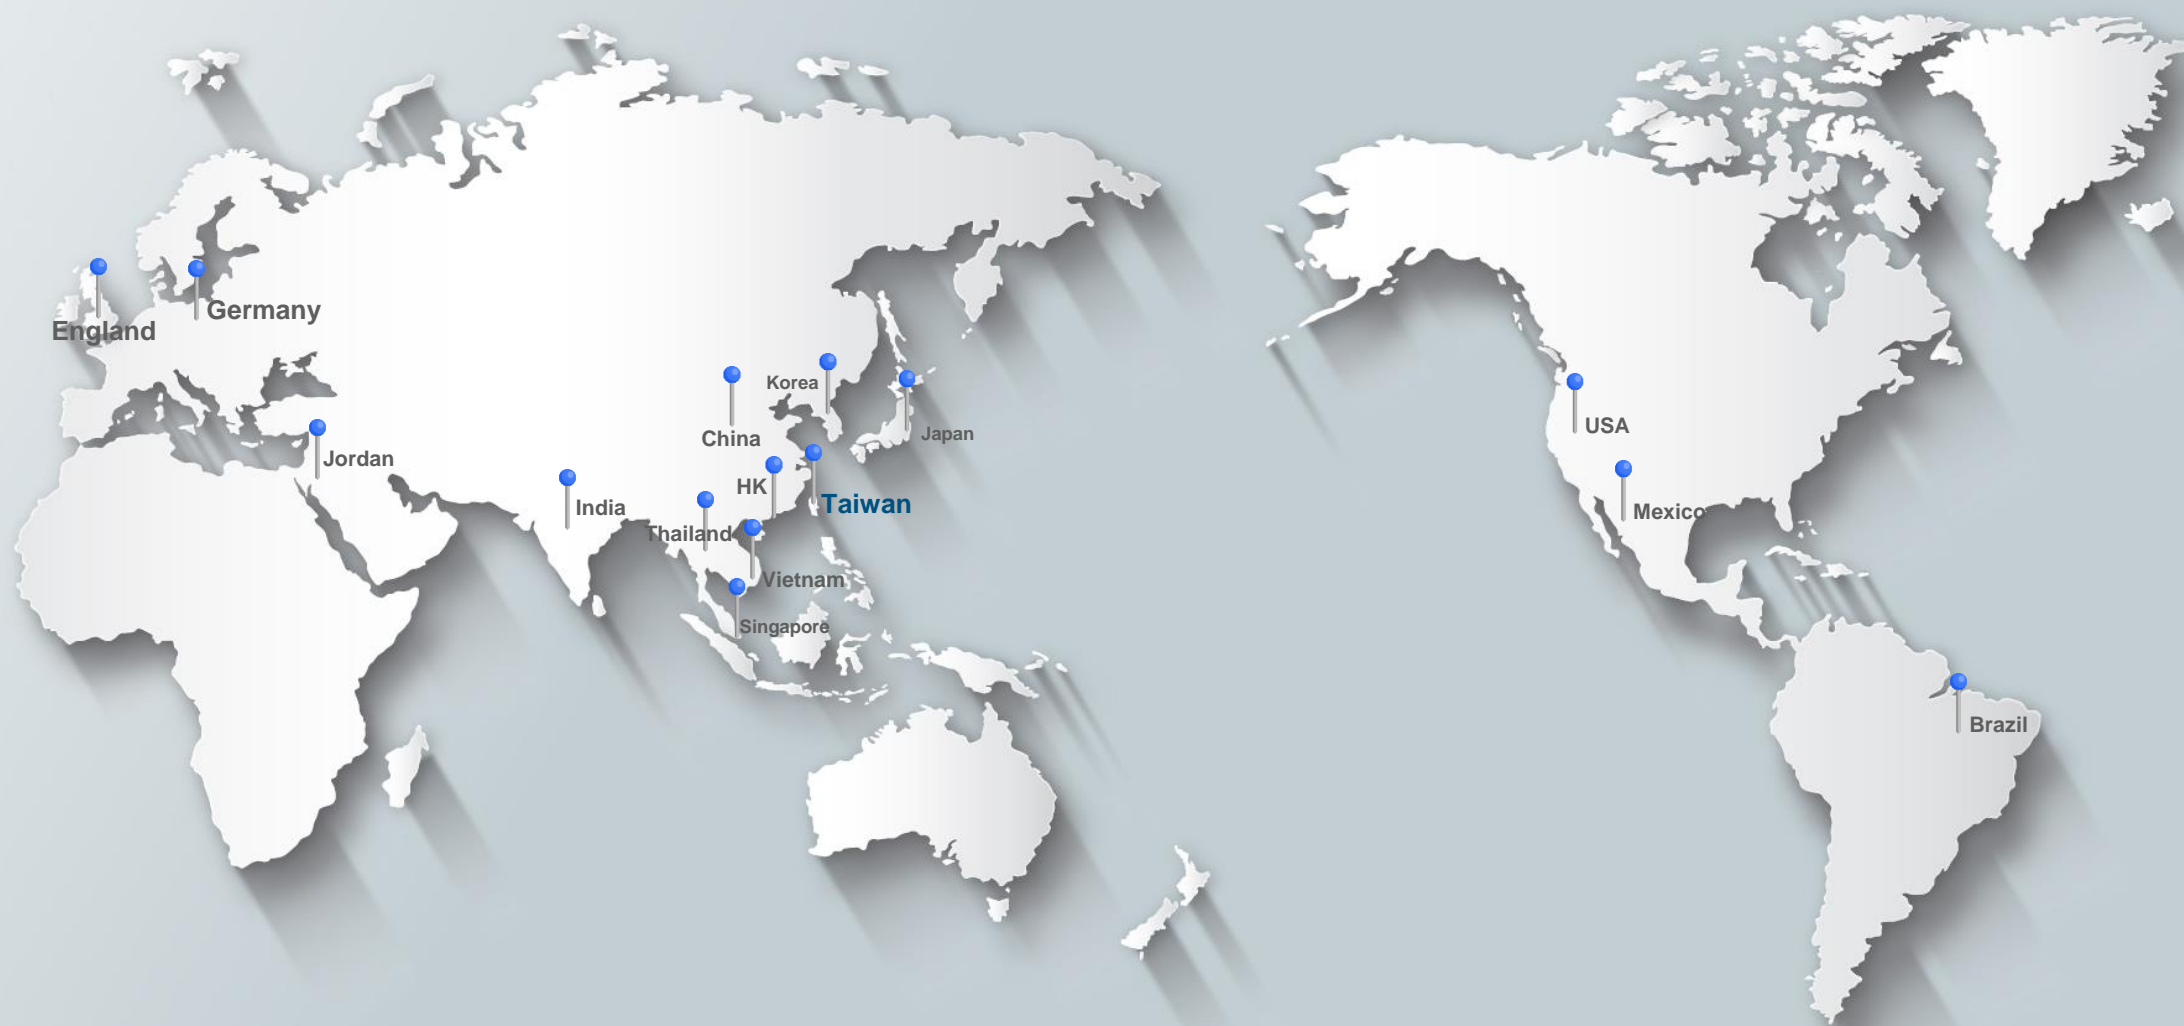 England
Germany
Jordan
India
China
Korea
Japan
HK
Taiwan
Thailand
Vietnam
Singapore
USA
Mexico
Brazil